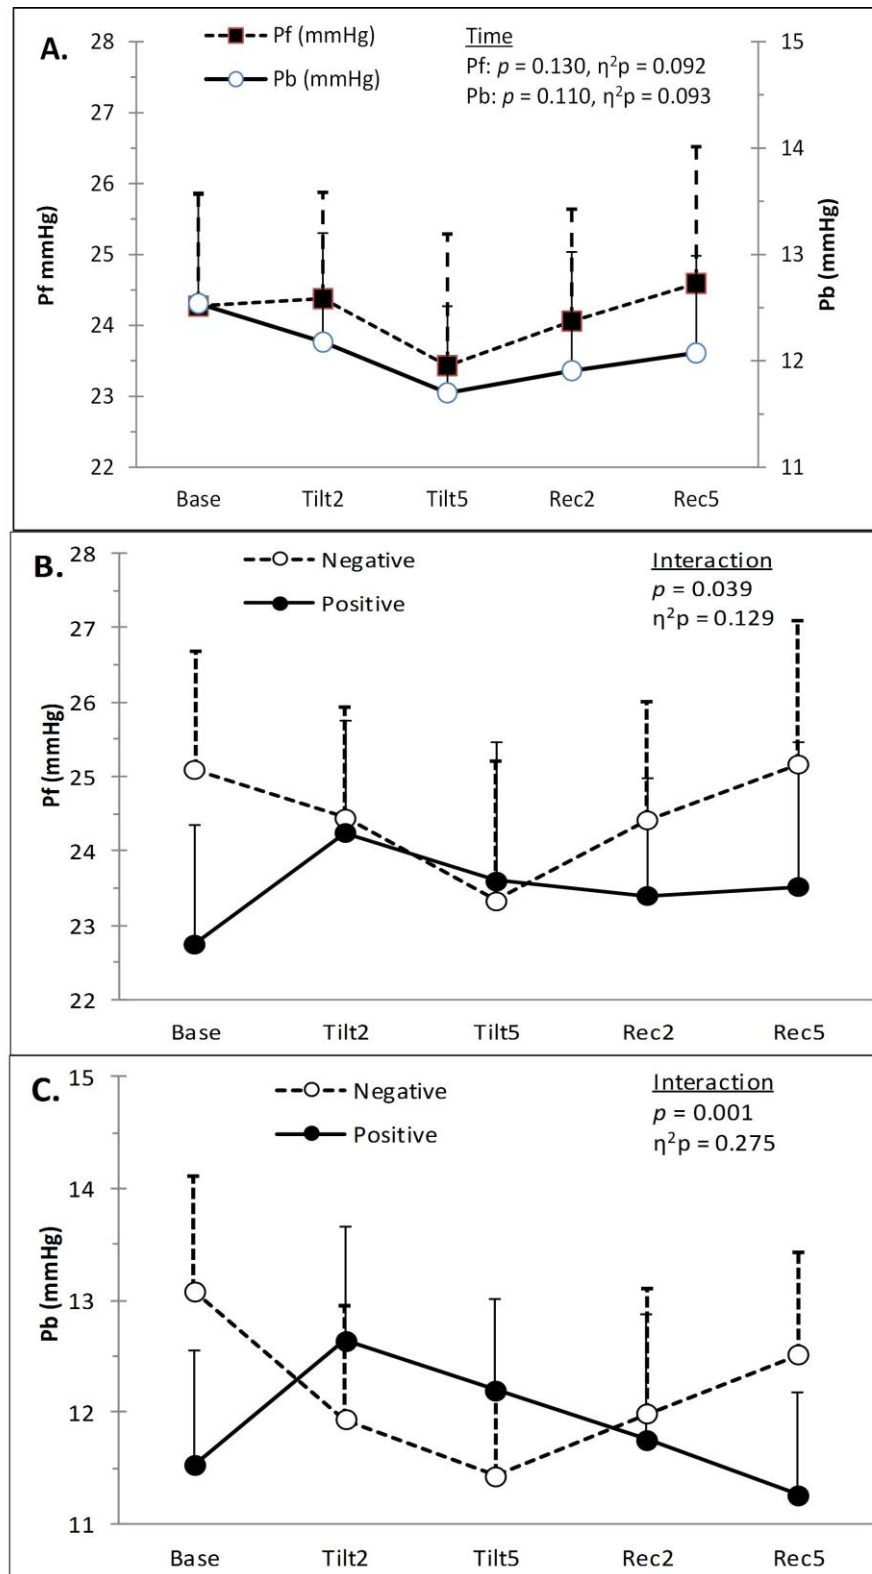 A.
Pf (mmHg)
Pb (mmHg)
Time
Pf: p = 0.130, η²p = 0.092
Pb: p = 0.110, η²p = 0.093
Pf mmHg)
28
27
26
25
24
23
22
Pb (mmHg)
15
14
13
12
11
Base Tilt2 Tilt5 Rec2 Rec5
B.
Negative
Positive
Interaction
p = 0.039
η²p = 0.129
Pf (mmHg)
28
27
26
25
24
23
22
Base Tilt2 Tilt5 Rec2 Rec5
C.
Negative
Positive
Interaction
p = 0.001
η²p = 0.275
Pb (mmHg)
15
14
13
12
11
Base Tilt2 Tilt5 Rec2 Rec5